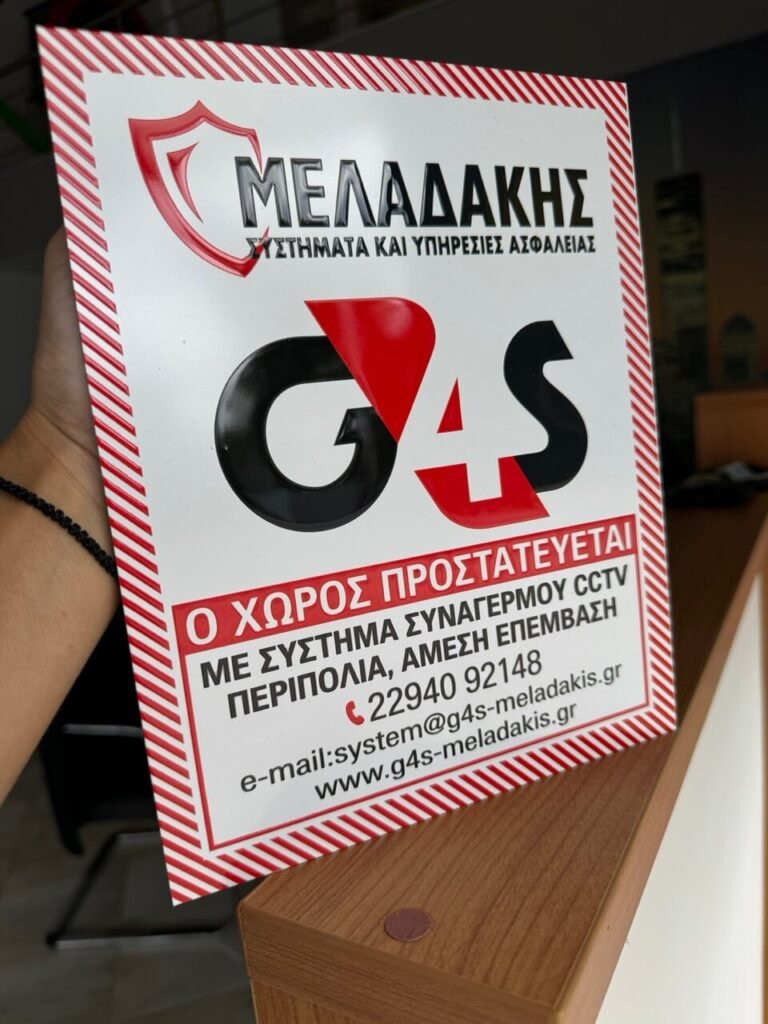 ΜΕΛΑΔΑΚΗΣ
ΣΥΣΤΗΜΑΤΑ ΚΑΙ ΥΠΗΡΕΣΙΕΣ ΑΣΦΑΛΕΙΑΣ
G4S
Ο ΧΩΡΟΣ ΠΡΟΣΤΑΤΕΥΕΤΑΙ
ΜΕ ΣΥΣΤΗΜΑ ΣΥΝΑΓΕΡΜΟΥ CCTV
ΠΕΡΙΠΟΛΙΑ, ΑΜΕΣΗ ΕΠΕΜΒΑΣΗ
22940 92148
e-mail:system@g4s-meladakis.gr
www.g4s-meladakis.gr